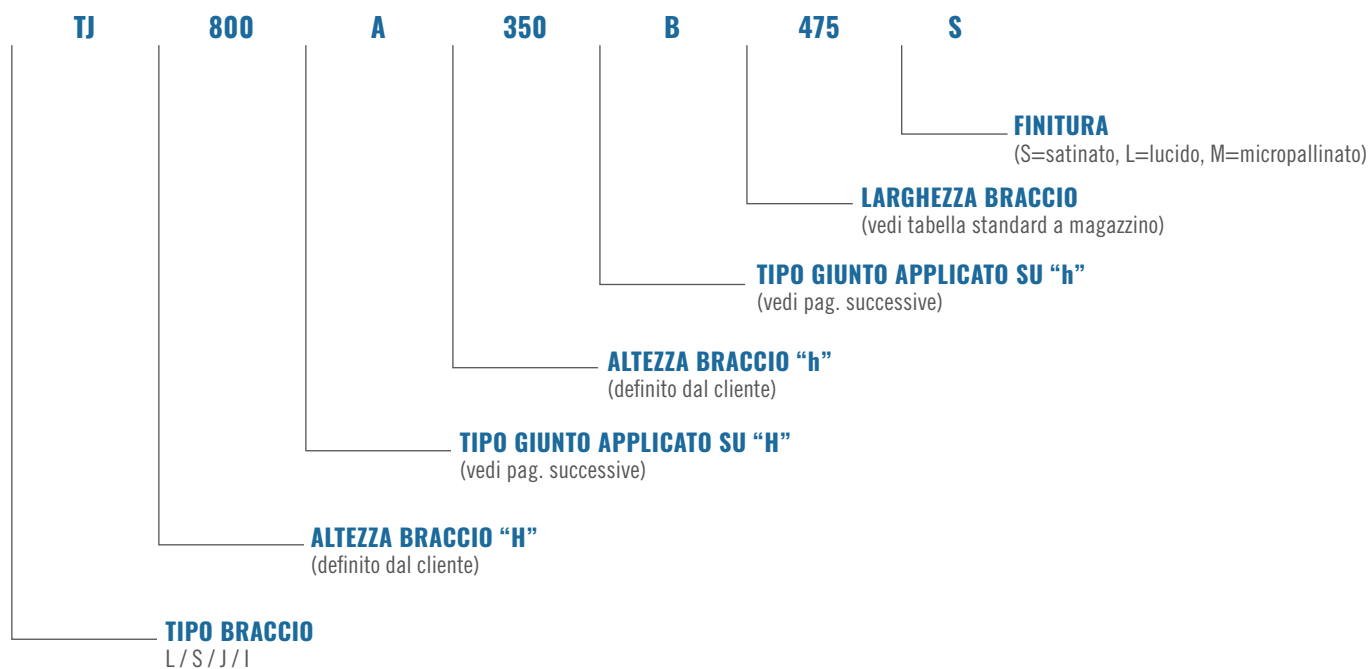 TJ 800 A 350 B 475 S
FINITURA
(S=satinato, L=lucido, M=micropallinato)
LARGHEZZA BRACCIO
(vedi tabella standard a magazzino)
TIPO GIUNTO APPLICATO SU “h”
(vedi pag. successive)
ALTEZZA BRACCIO “h”
(definito dal cliente)
TIPO GIUNTO APPLICATO SU “H”
(vedi pag. successive)
ALTEZZA BRACCIO “H”
(definito dal cliente)
TIPO BRACCIO
L / S / J / I